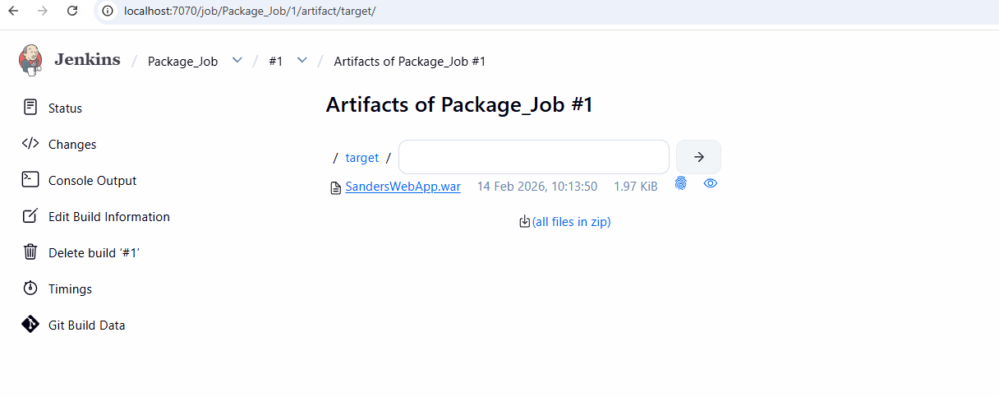 localhost:7070/job/Package_Job/1/artifact/target/
Jenkins / Package_Job / #1 / Artifacts of Package_Job #1
Status
Changes
Console Output
Edit Build Information
Delete build ‘#1’
Timings
Git Build Data
Artifacts of Package_Job #1
/ target /
SandersWebApp.war 14 Feb 2026, 10:13:50 1.97 KiB
(all files in zip)